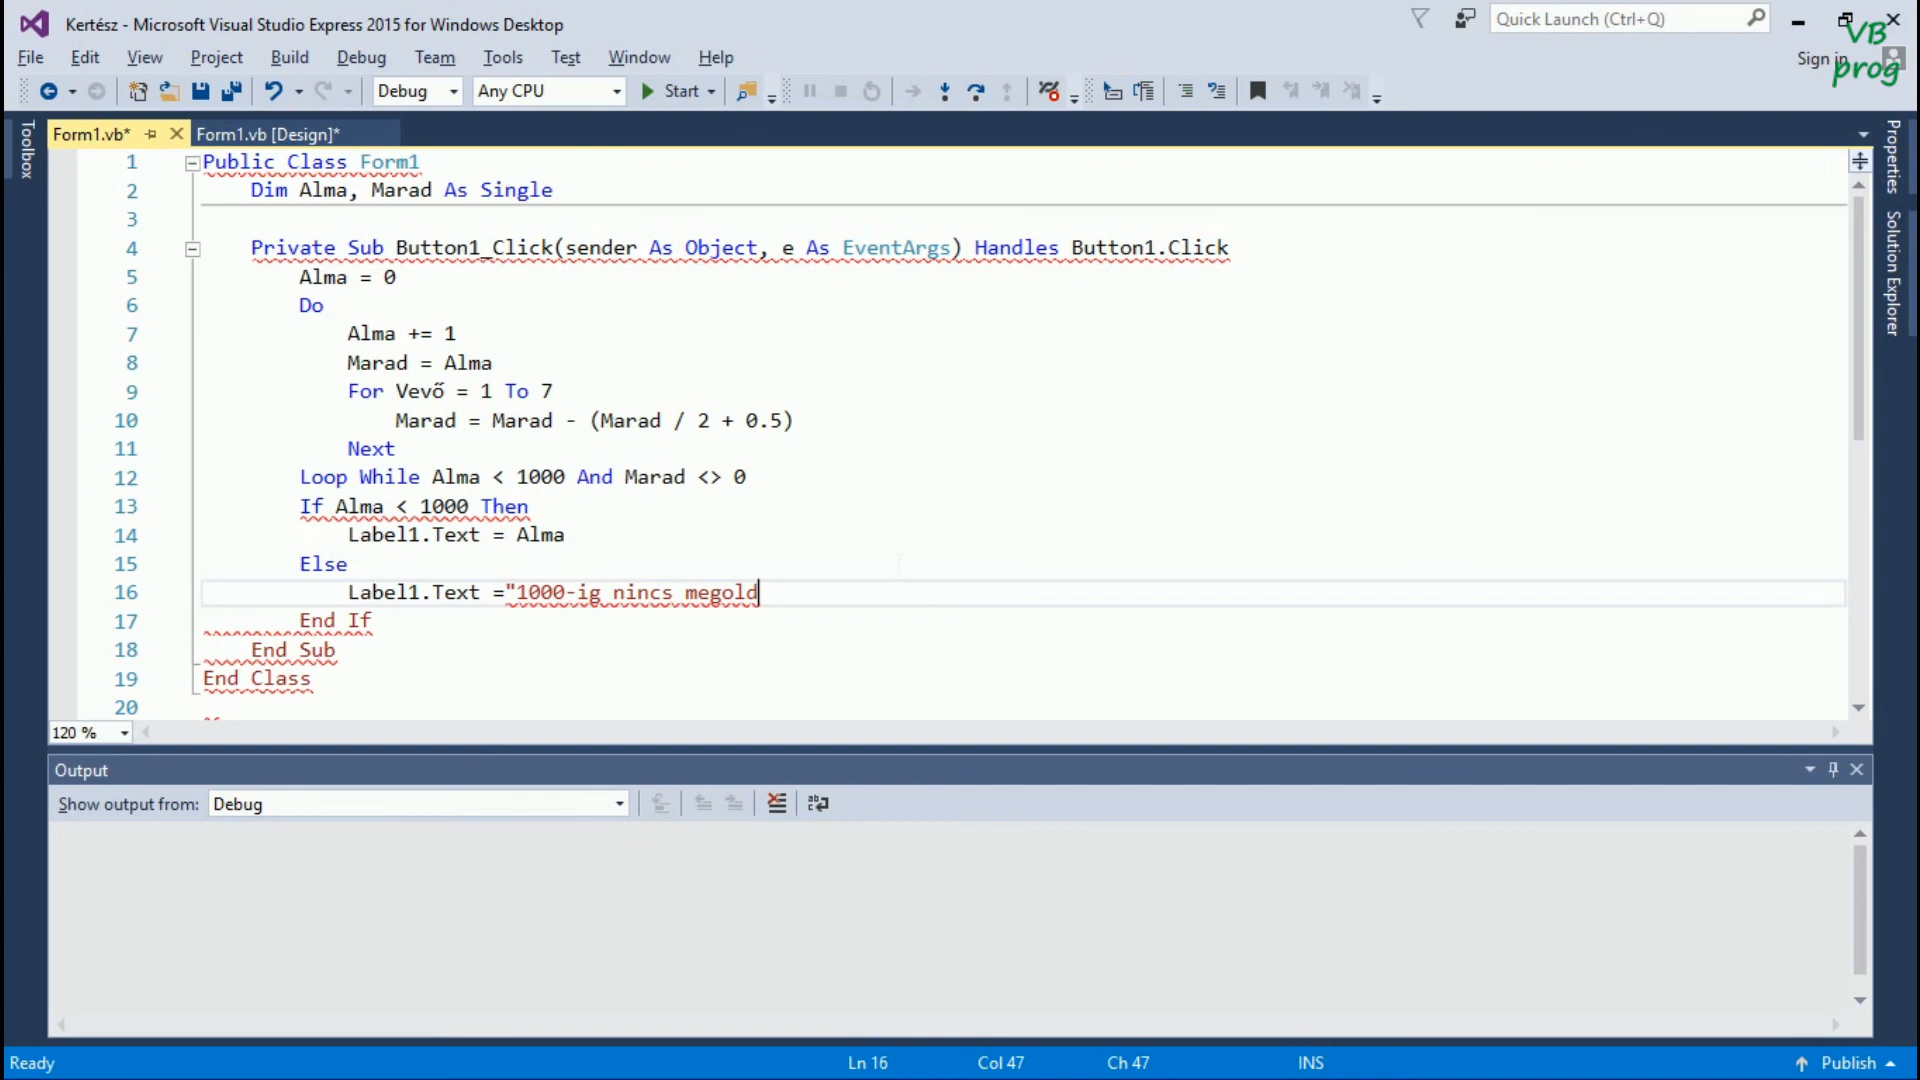 Kertész - Microsoft Visual Studio Express 2015 for Windows Desktop
Quick Launch (Ctrl+Q)
VB
prog
File Edit View Project Build Debug Team Tools Test Window Help
Sign in
Debug Any CPU Start
Toolbox
Form1.vb* Form1.vb [Design]*
Properties
Solution Explorer
1 Public Class Form1
2 Dim Alma, Marad As Single
3
4 Private Sub Button1_Click(sender As Object, e As EventArgs) Handles Button1.Click
5 Alma = 0
6 Do
7 Alma += 1
8 Marad = Alma
9 For Vevő = 1 To 7
10 Marad = Marad - (Marad / 2 + 0.5)
11 Next
12 Loop While Alma < 1000 And Marad <> 0
13 If Alma < 1000 Then
14 Label1.Text = Alma
15 Else
16 Label1.Text ="1000-ig nincs megold
17 End If
18 End Sub
19 End Class
20
120 %
Output
Show output from: Debug
Ready Ln 16 Col 47 Ch 47 INS Publish